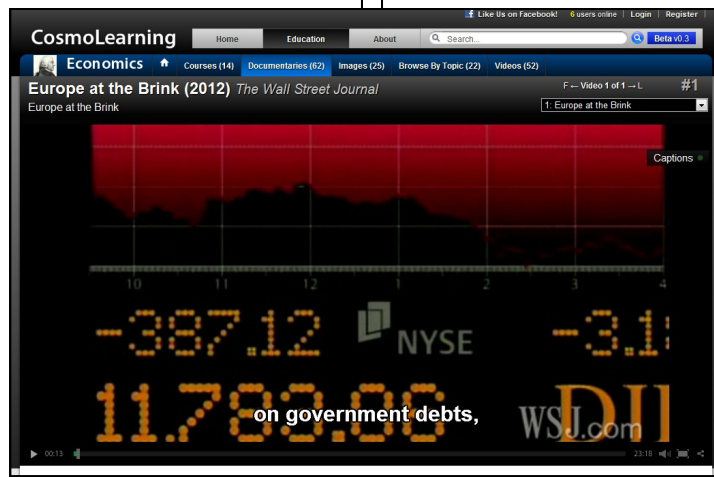 Like Us on Facebook! 6 users online | Login | Register |
CosmoLearning Home Education About Search... Beta v0.3
Economics Courses (14) Documentaries (62) Images (25) Browse By Topic (22) Videos (52)
Europe at the Brink (2012) The Wall Street Journal F ← Video 1 of 1 → L #1
Europe at the Brink 1: Europe at the Brink
Captions
10 11 12 1 2 3 4
-387.12 NYSE -3.1
11,783.06 DI
on government debts,
WSJ.com
00:13 23:18